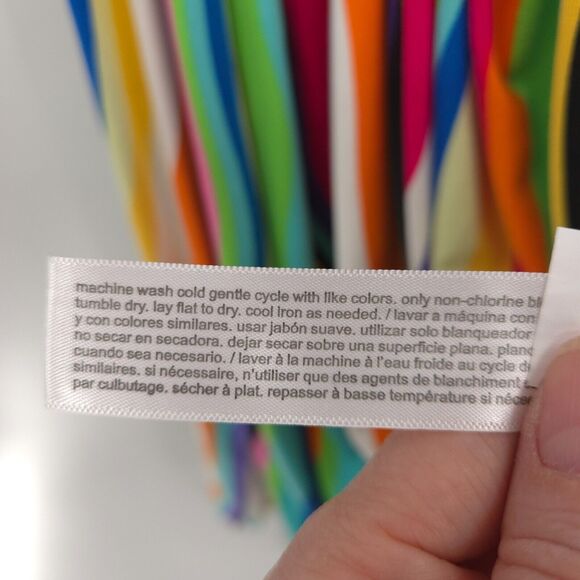 machine wash cold gentle cycle with like colors. only non-chlorine
tumble dry. lay flat to dry. cool iron as needed. / lavar a máquina con
y con colores similares. usar jabón suave. utilizar solo blanqueador
no secar en secadora. dejar secar sobre una superficie plana.
cuando sea necesario. / laver à la machine à l'eau froide au cycle
similaires. si nécessaire, n'utiliser que des agents de blanchiment
par culbutage. sécher à plat. repasser à basse température si